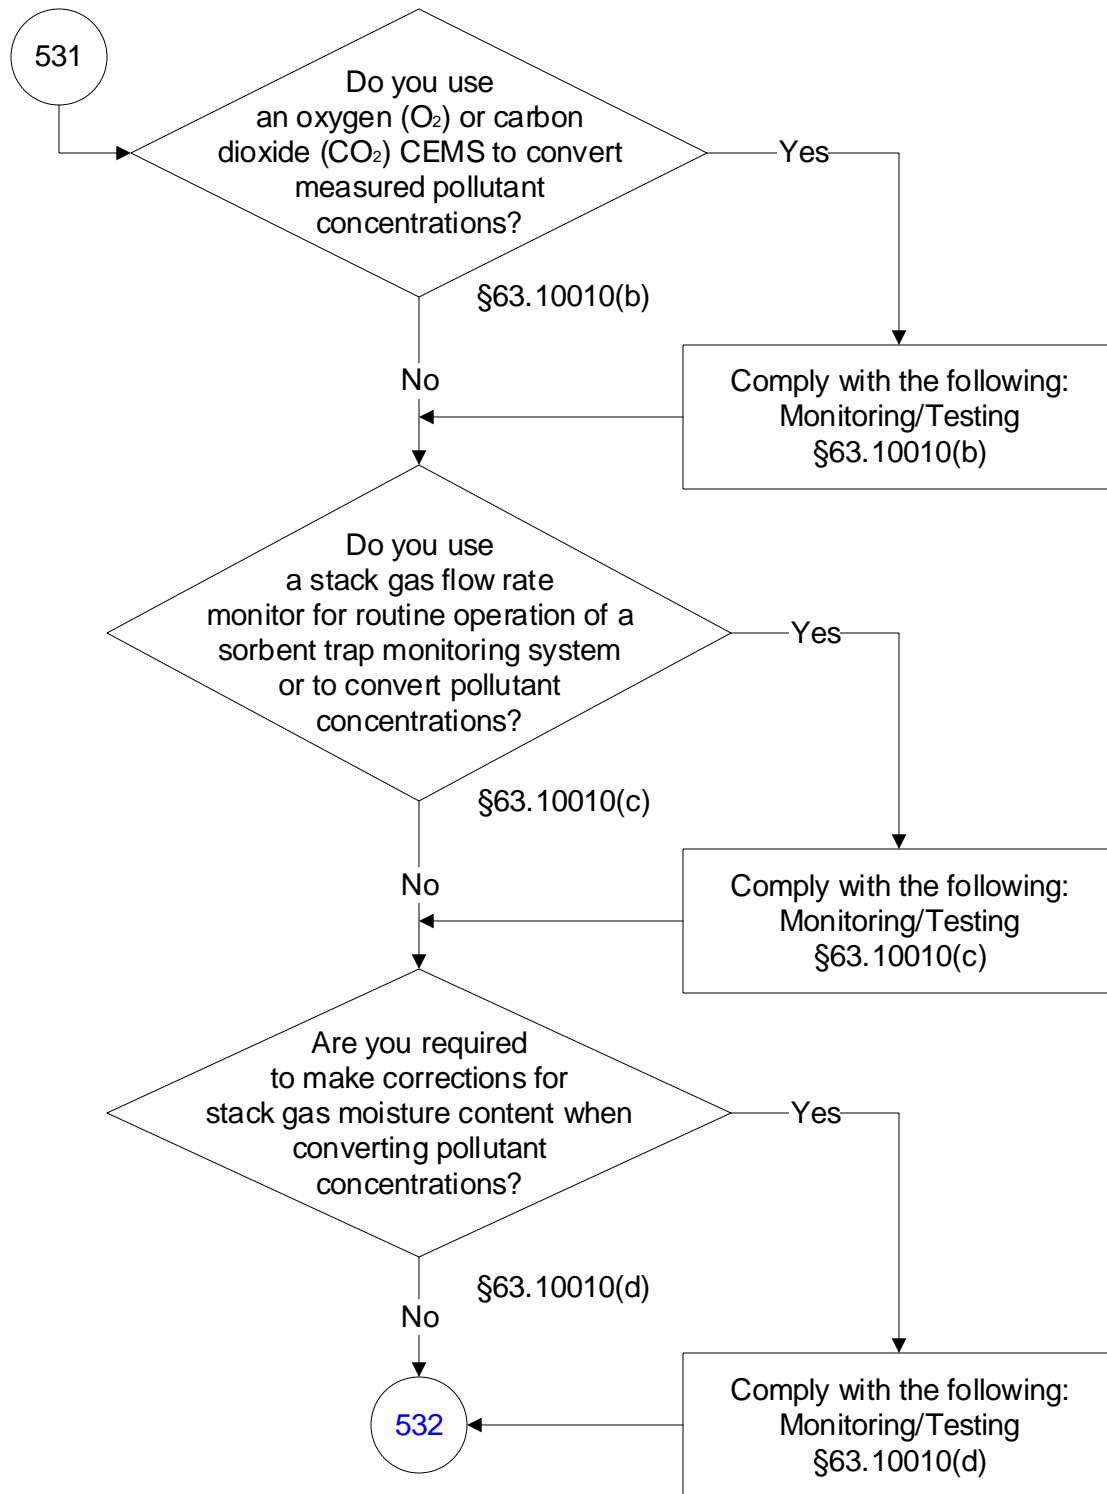 531
Do you use
an oxygen (O₂) or carbon
dioxide (CO₂) CEMS to convert
measured pollutant
concentrations?
Yes
§63.10010(b)
No
Comply with the following:
Monitoring/Testing
§63.10010(b)
Do you use
a stack gas flow rate
monitor for routine operation of a
sorbent trap monitoring system
or to convert pollutant
concentrations?
Yes
§63.10010(c)
No
Comply with the following:
Monitoring/Testing
§63.10010(c)
Are you required
to make corrections for
stack gas moisture content when
converting pollutant
concentrations?
Yes
§63.10010(d)
No
532
Comply with the following:
Monitoring/Testing
§63.10010(d)